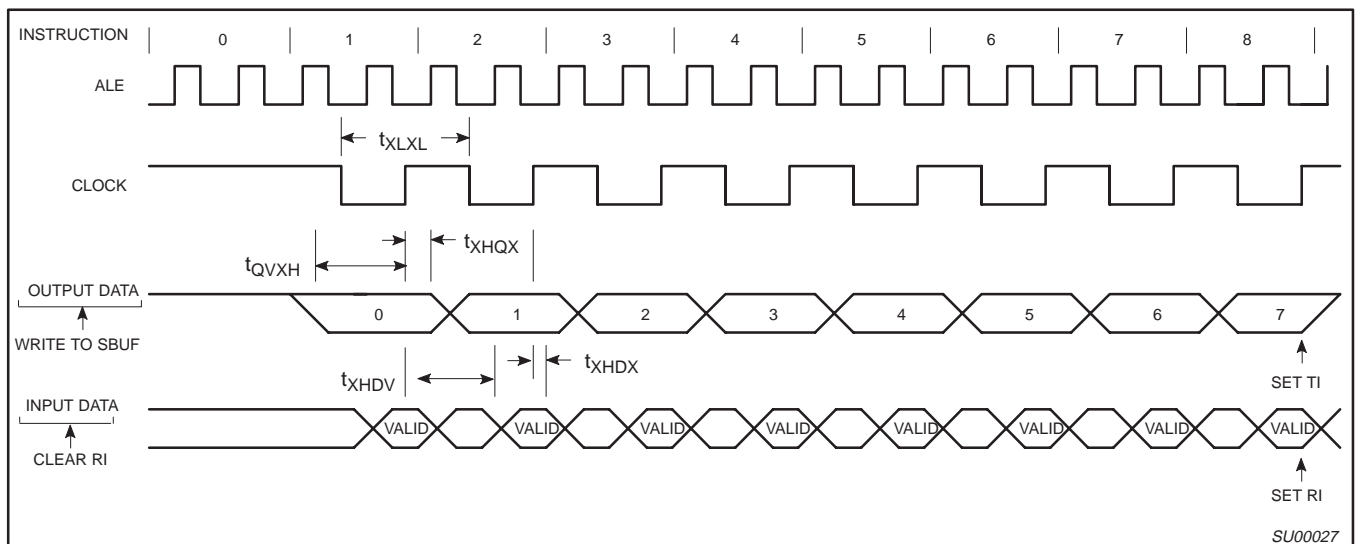 INSTRUCTION 0 1 2 3 4 5 6 7 8
ALE
tXLXL
CLOCK
tXHQX
tQVXH
OUTPUT DATA
0 1 2 3 4 5 6 7
WRITE TO SBUF
tXHDX
tXHDV
SET TI
INPUT DATA
VALID VALID VALID VALID VALID VALID VALID VALID
CLEAR RI
SET RI
SU00027